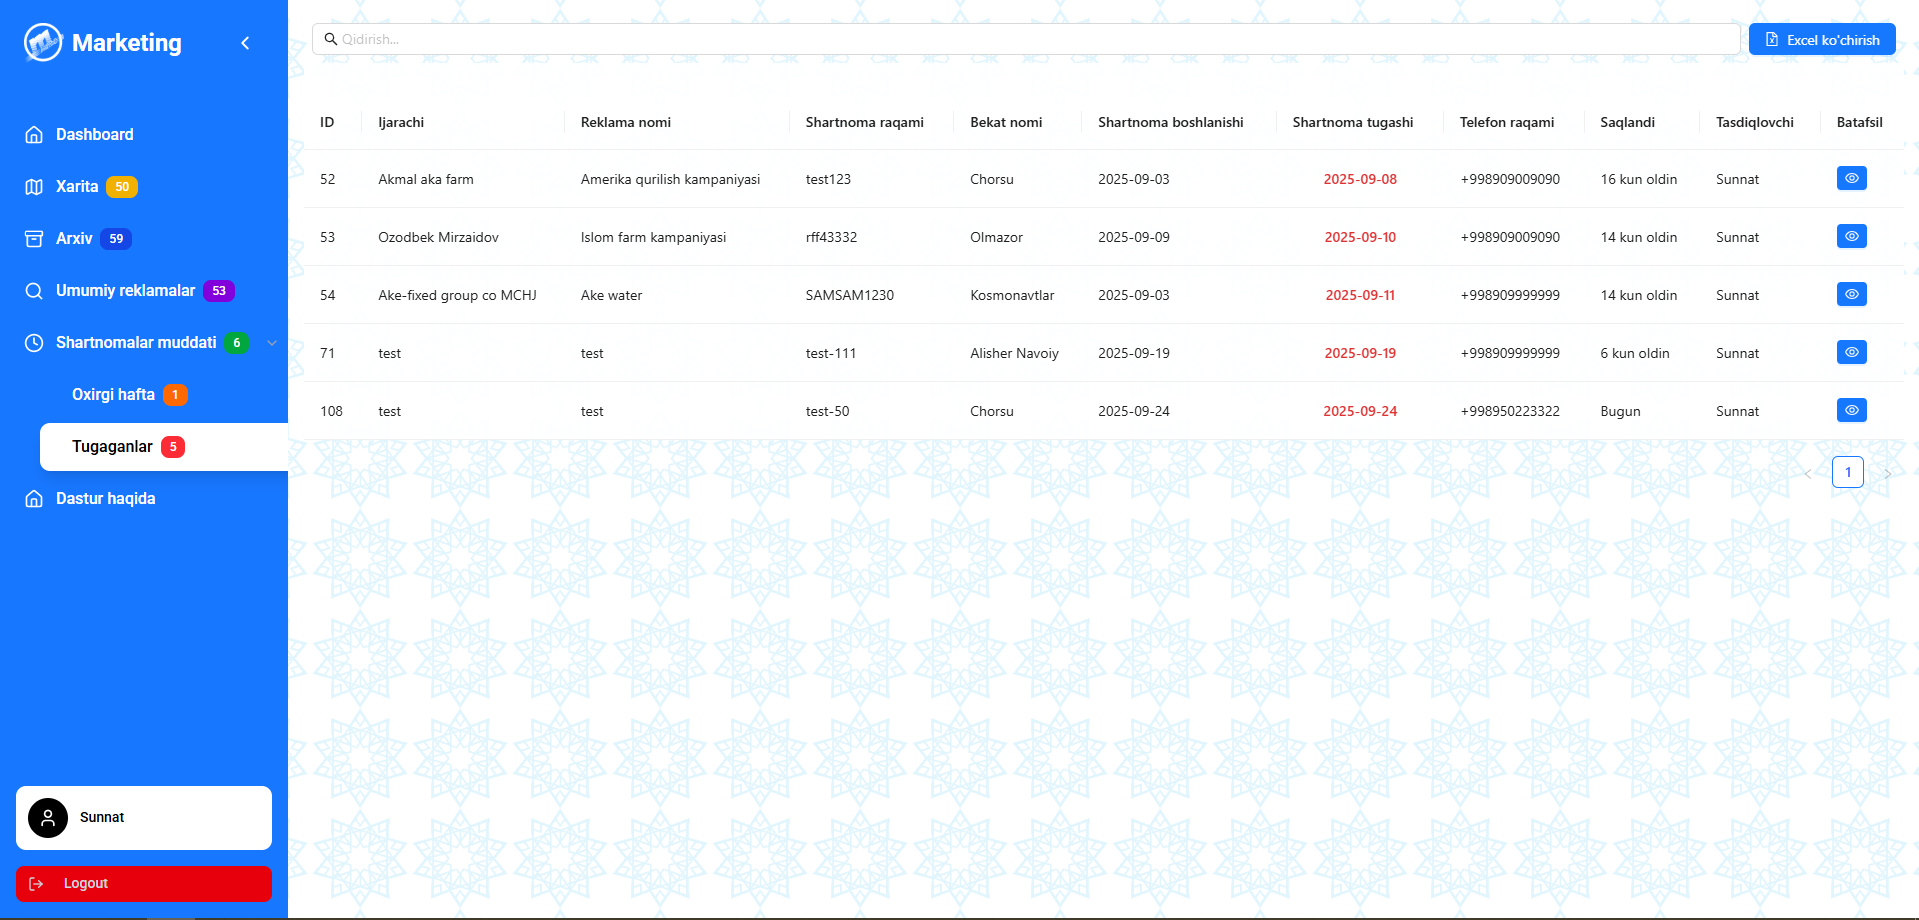 Marketing
Qidirish...
Excel ko'chirish
Dashboard
Xarita 50
Arxiv 59
Umumiy reklamalar 53
Shartnomalar muddati 6
Oxirgi hafta 1
Tugaganlar 5
Dastur haqida
Sunnat
Logout
ID Ijarachi Reklama nomi Shartnoma raqami Bekat nomi Shartnoma boshlanishi Shartnoma tugashi Telefon raqami Saqlandi Tasdiqlovchi Batafsil
52 Akmal aka farm Amerika qurilish kampaniyasi test123 Chorsu 2025-09-03 2025-09-08 +998909009090 16 kun oldin Sunnat
53 Ozodbek Mirzaidov Islom farm kampaniyasi rff43332 Olmazor 2025-09-09 2025-09-10 +998909009090 14 kun oldin Sunnat
54 Ake-fixed group co MCHJ Ake water SAMSAM1230 Kosmonavtlar 2025-09-03 2025-09-11 +998909999999 14 kun oldin Sunnat
71 test test test-111 Alisher Navoiy 2025-09-19 2025-09-19 +998909999999 6 kun oldin Sunnat
108 test test test-50 Chorsu 2025-09-24 2025-09-24 +998950223322 Bugun Sunnat
1